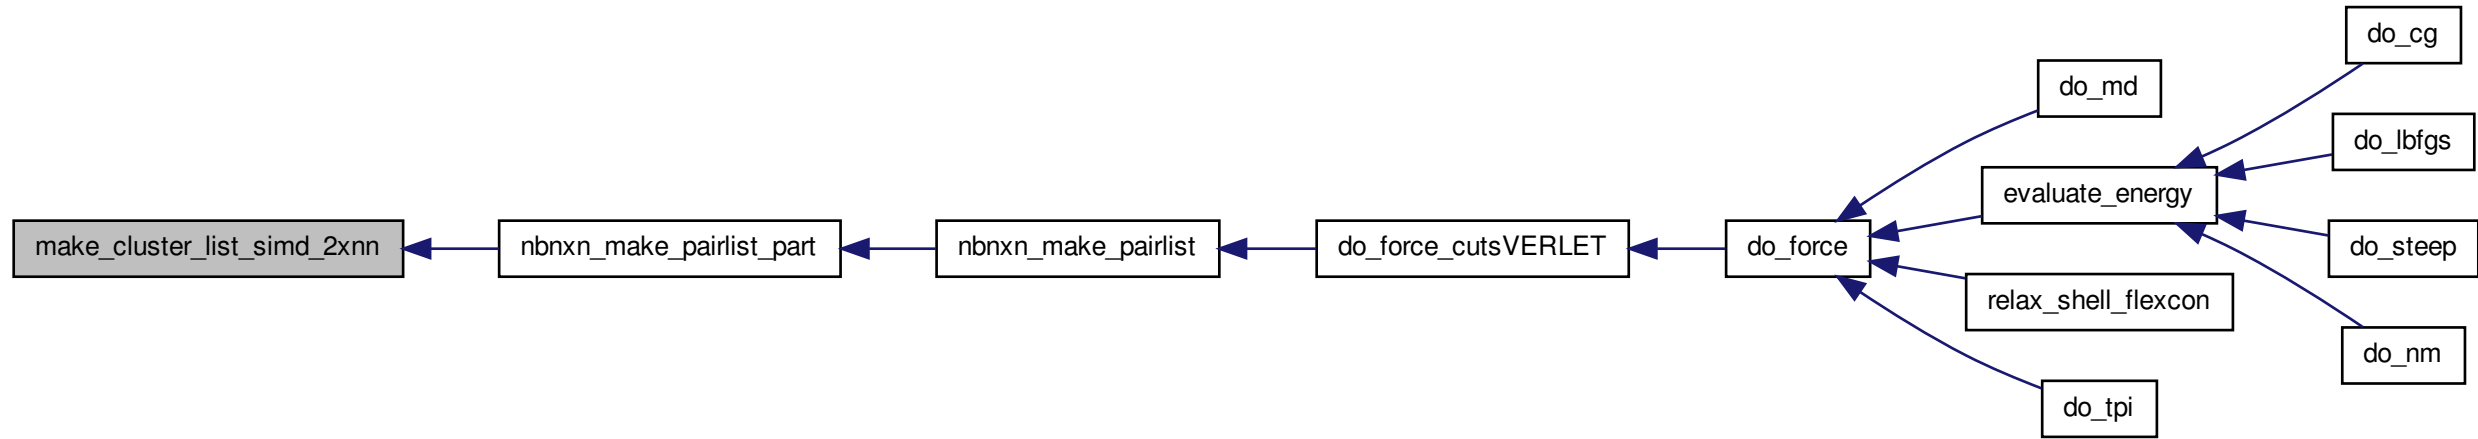 make_cluster_list_simd_2xnn
nbnxn_make_pairlist_part
nbnxn_make_pairlist
do_force_cutsVERLET
do_force
do_md
evaluate_energy
relax_shell_flexcon
do_tpi
do_cg
do_lbfgs
do_steep
do_nm